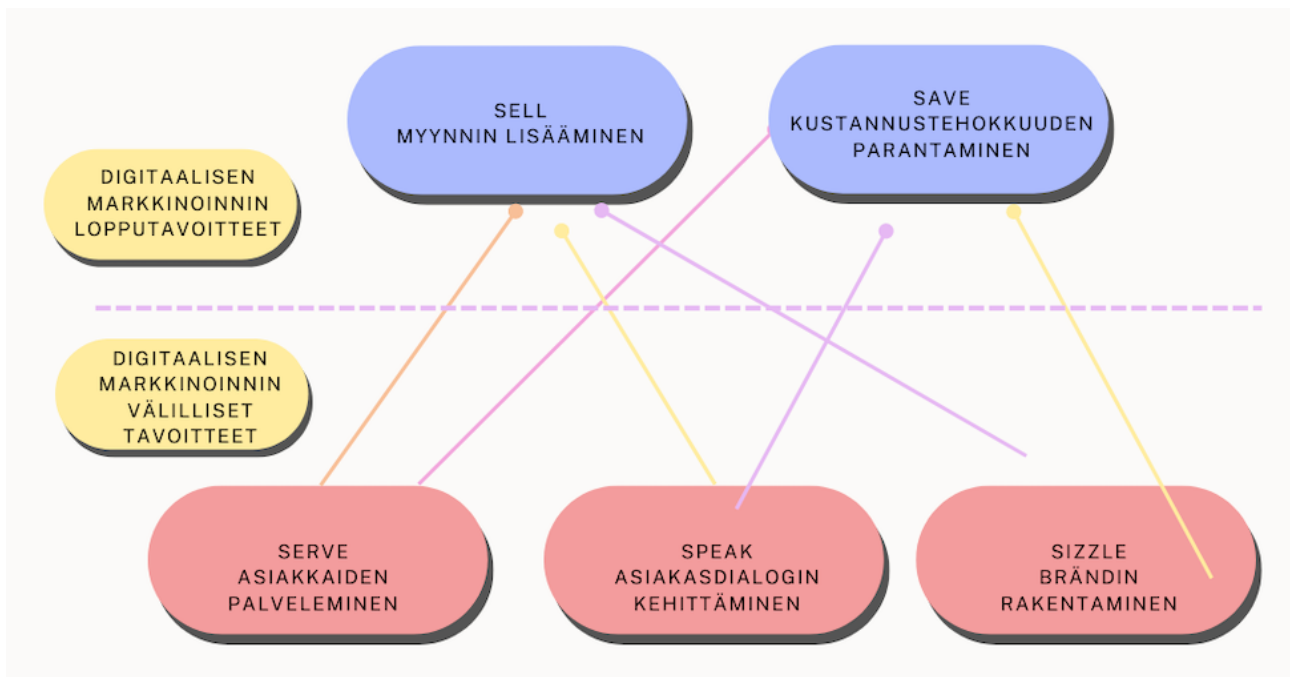 SELL
MYYNNIN LISÄÄMINEN
SAVE
KUSTANNUSTEHOKKUUDEN
PARANTAMINEN
DIGITAALISEN
MARKKINOINNIN
LOPPUTAVOITTEET
DIGITAALISEN
MARKKINOINNIN
VÄLILLISET
TAVOITTEET
SERVE
ASIAKKAIDEN
PALVELEMINEN
SPEAK
ASIAKASDIALOGIN
KEHITTÄMINEN
SIZZLE
BRÄNDIN
RAKENTAMINEN